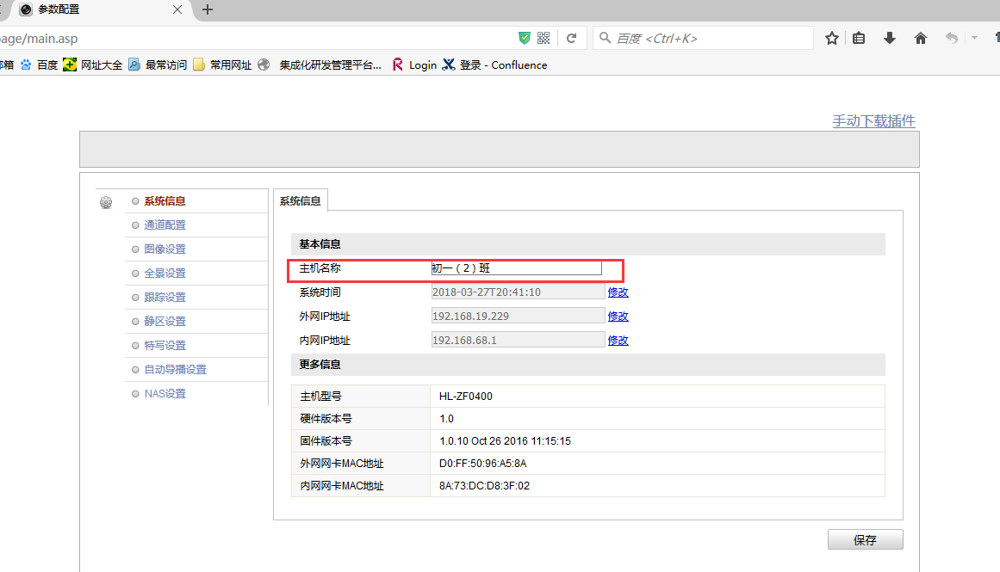 参数配置
age/main.asp
百度 <Ctrl+K>
邮箱 百度 网址大全 最常访问 常用网址 集成化研发管理平台... Login 登录 - Confluence
手动下载插件
系统信息
通道配置
图像设置
全景设置
跟踪设置
静区设置
特写设置
自动导播设置
NAS设置
系统信息
基本信息
主机名称 初一（2）班
系统时间 2018-03-27T20:41:10 修改
外网IP地址 192.168.19.229 修改
内网IP地址 192.168.68.1 修改
更多信息
主机型号 HL-ZF0400
硬件版本号 1.0
固件版本号 1.0.10 Oct 26 2016 11:15:15
外网网卡MAC地址 D0:FF:50:96:A5:8A
内网网卡MAC地址 8A:73:DC:D8:3F:02
保存